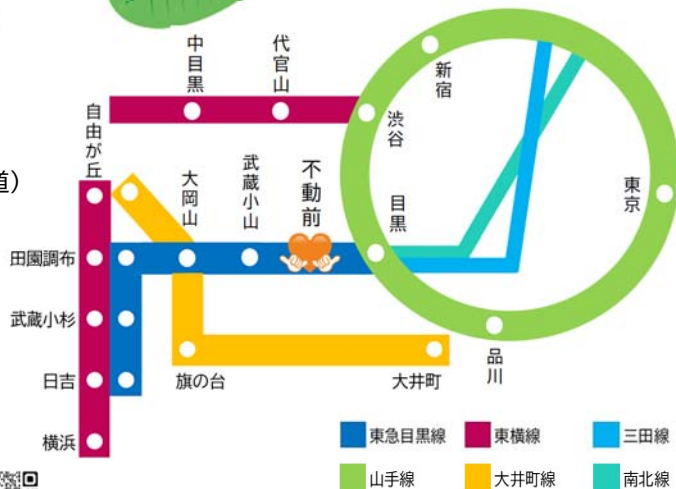 中目黒
代官山
新宿
渋谷
自由が丘
道）
大岡山
武蔵小山
不動前
目黒
東京
田園調布
武蔵小杉
日吉
旗の台
大井町
品川
横浜
東急目黒線
東横線
三田線
山手線
大井町線
南北線